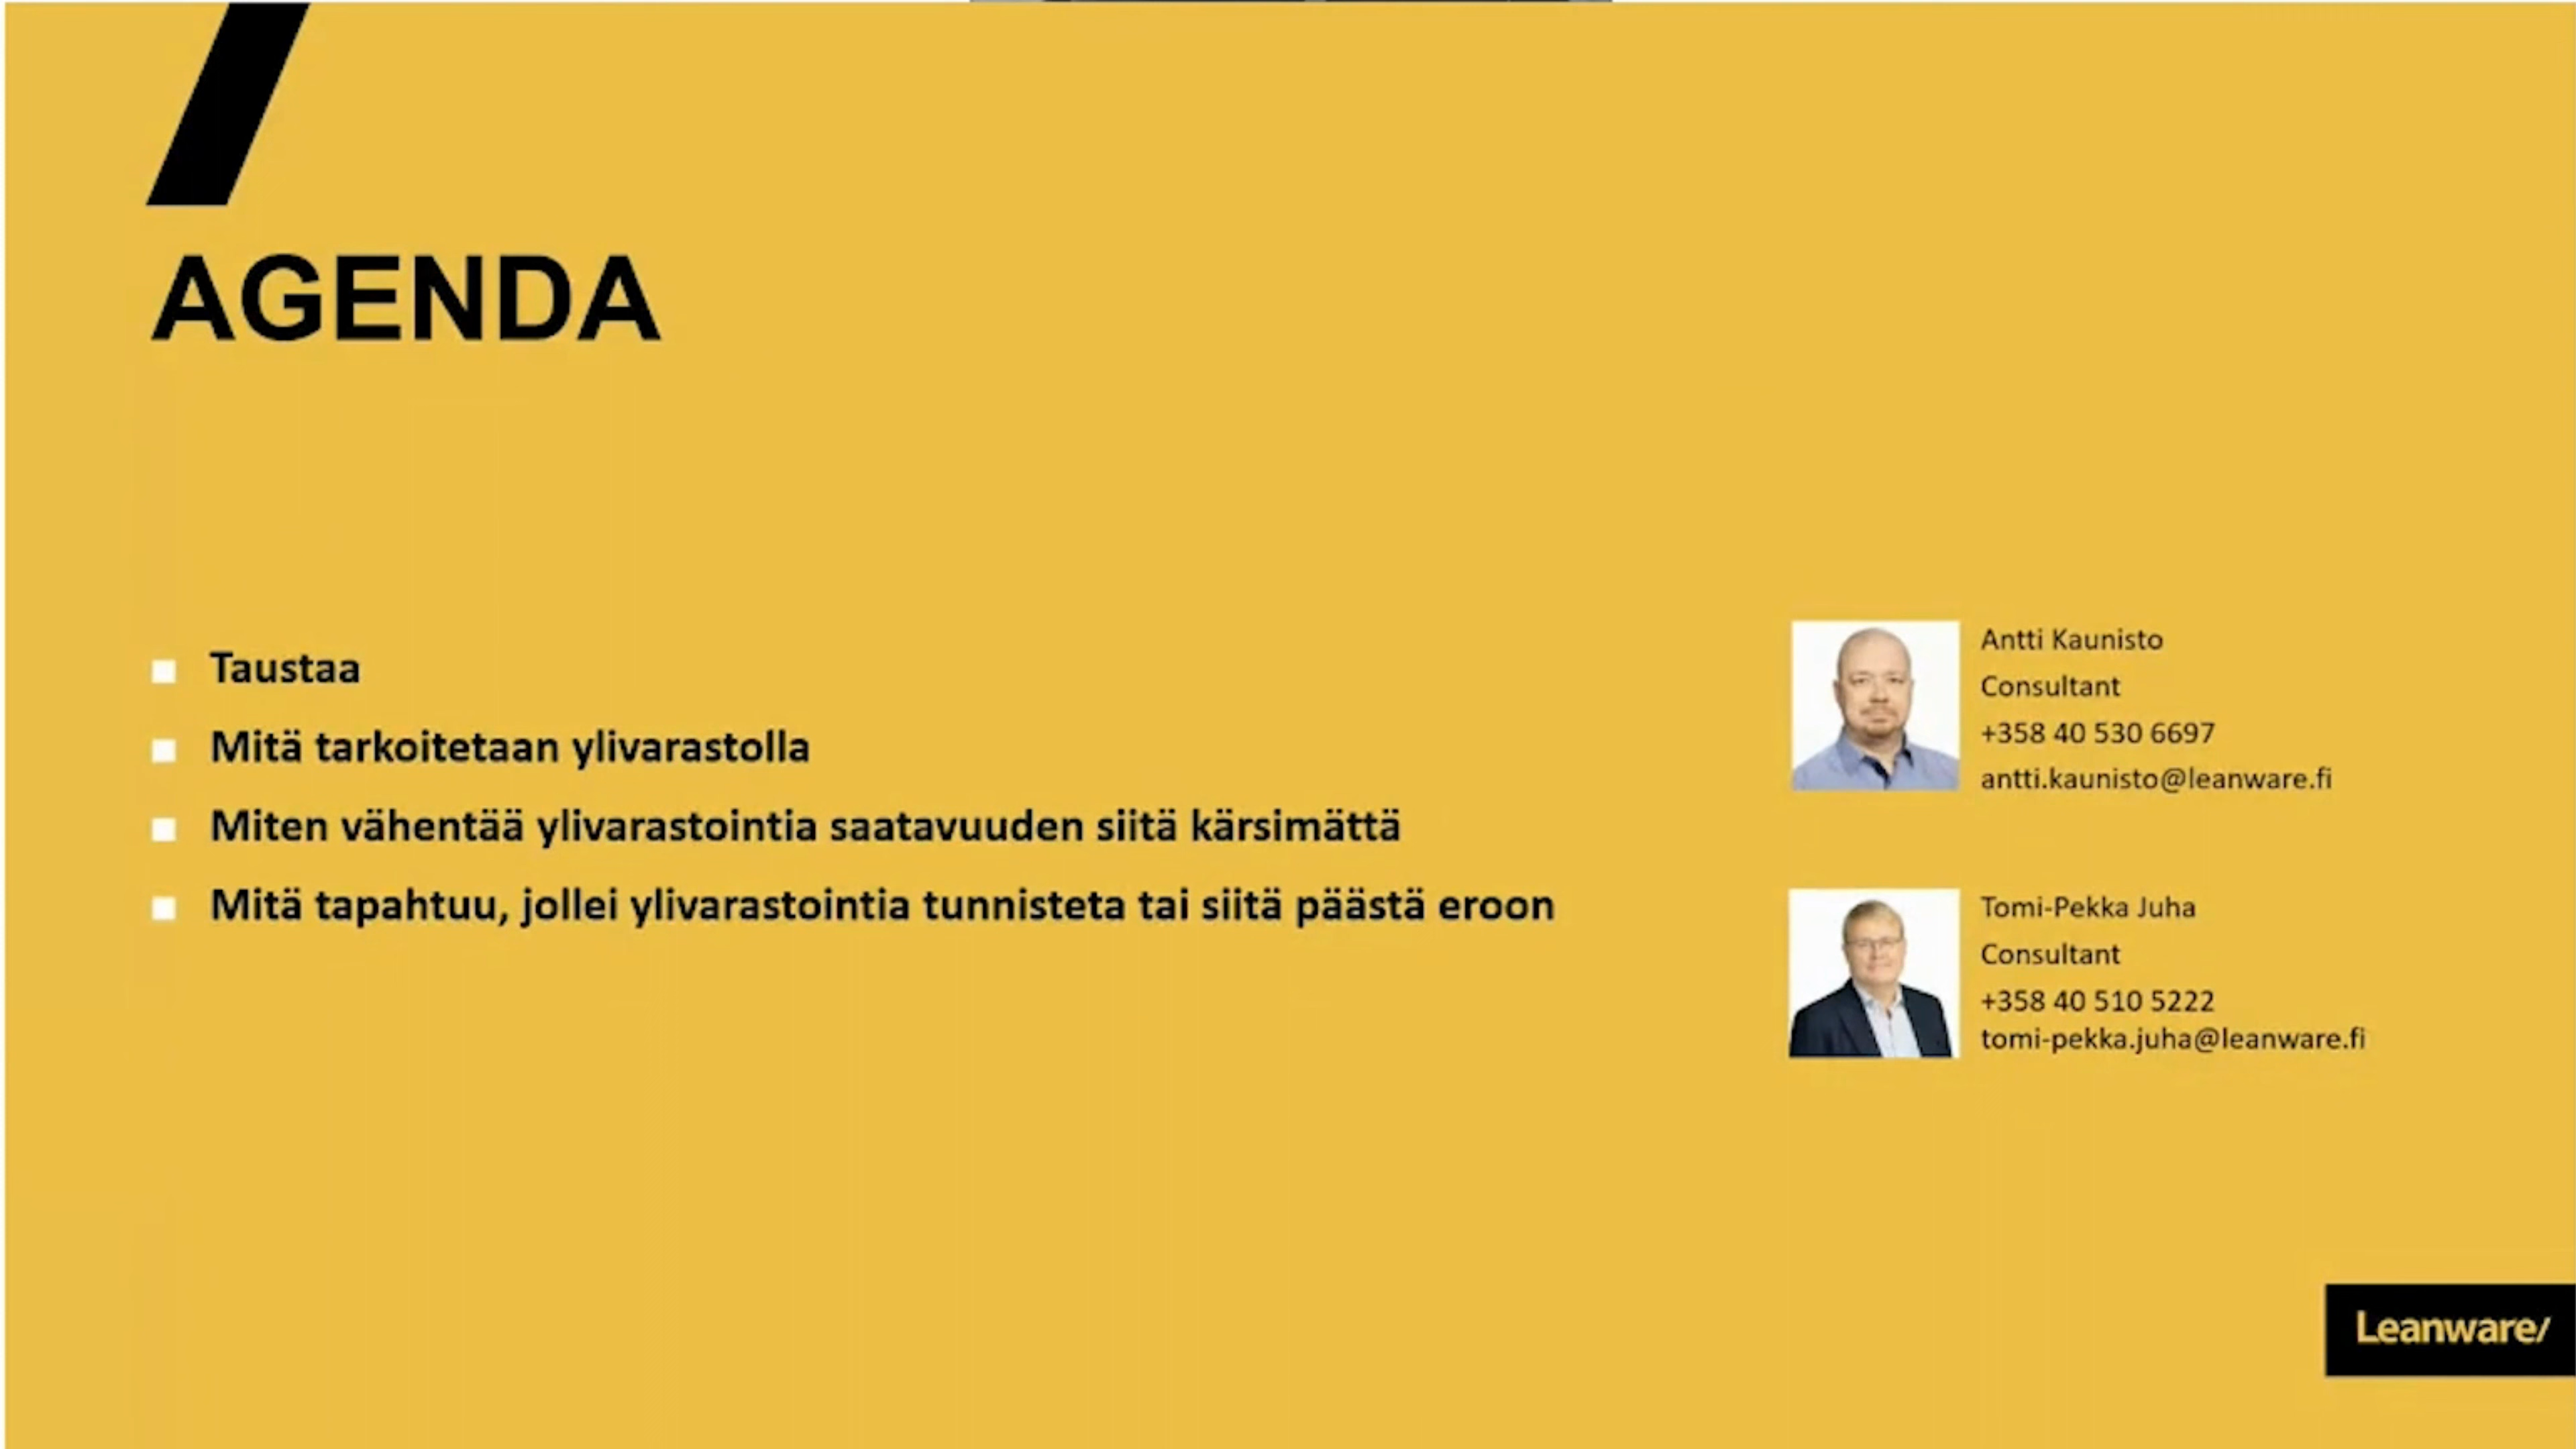 AGENDA
Taustaa
Mitä tarkoitetaan ylivarastolla
Miten vähentää ylivarastointia saatavuuden siitä kärsimättä
Mitä tapahtuu, jollei ylivarastointia tunnisteta tai siitä päästä eroon
Antti Kaunisto
Consultant
+358 40 530 6697
antti.kaunisto@leanware.fi
Tomi-Pekka Juha
Consultant
+358 40 510 5222
tomi-pekka.juha@leanware.fi
Leanware/